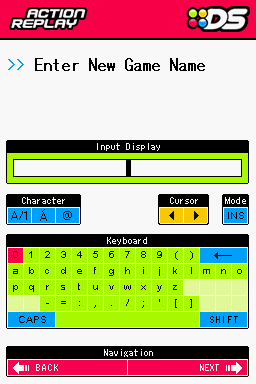 ACTION REPLAY DS
>> Enter New Game Name
Input Display
Character Cursor Mode
A/1 Á @ INS
Keyboard
0 1 2 3 4 5 6 7 8 9 ( ) ←
a b c d e f g h i j k l m n o
p q r s t u v w x y z
- = : , . / ; ' [ ]
CAPS SHIFT
Navigation
BACK NEXT